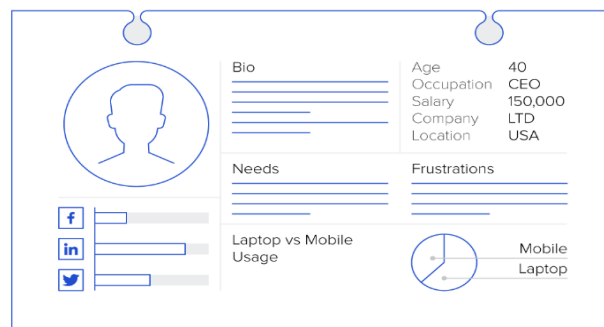 Bio
Age 40
Occupation CEO
Salary 150,000
Company LTD
Location USA
Needs
Frustrations
f
in
Laptop vs Mobile
Usage
Mobile
Laptop